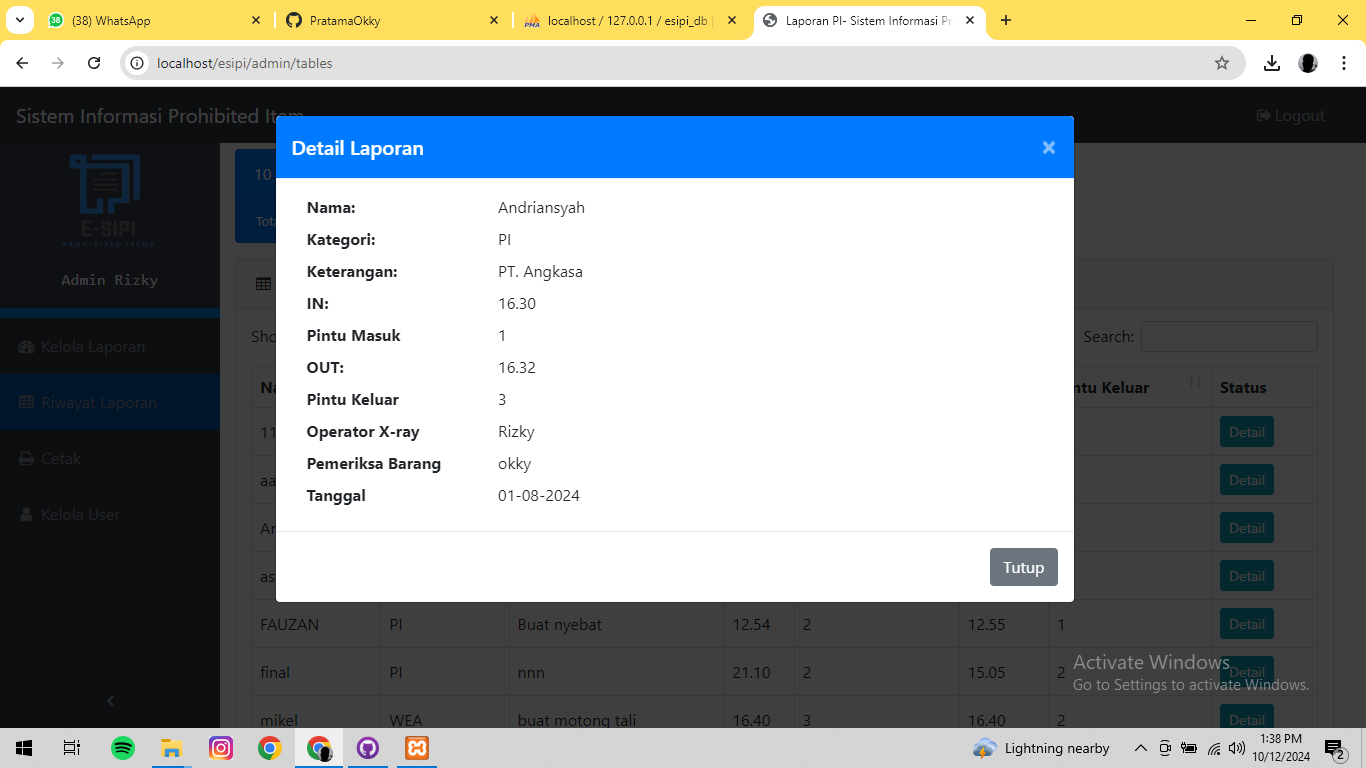 38 (38) WhatsApp
PratamaOkky
PMA localhost / 127.0.0.1 / esipi_db
Laporan PI- Sistem Informasi Pr
localhost/esipi/admin/tables
Sistem Informasi Prohibited Item
Logout
Detail Laporan ×
E-SIPI
PROHIBITED ITEMS
Admin Rizky
Kelola Laporan
Riwayat Laporan
Cetak
Kelola User
10
Nama: Andriansyah
Kategori: PI
Keterangan: PT. Angkasa
IN: 16.30
Pintu Masuk 1
OUT: 16.32
Pintu Keluar 3
Operator X-ray Rizky
Pemeriksa Barang okky
Tanggal 01-08-2024
Tutup
Search:
ntu Keluar Status
11 Detail
aa Detail
Ar Detail
as Detail
FAUZAN PI Buat nyebat 12.54 2 12.55 1 Detail
final PI nnn 21.10 2 15.05 2 Detail
mikel WEA buat motong tali 16.40 3 16.40 2 Detail
Activate Windows
Go to Settings to activate Windows.
Lightning nearby
1:38 PM
10/12/2024
2